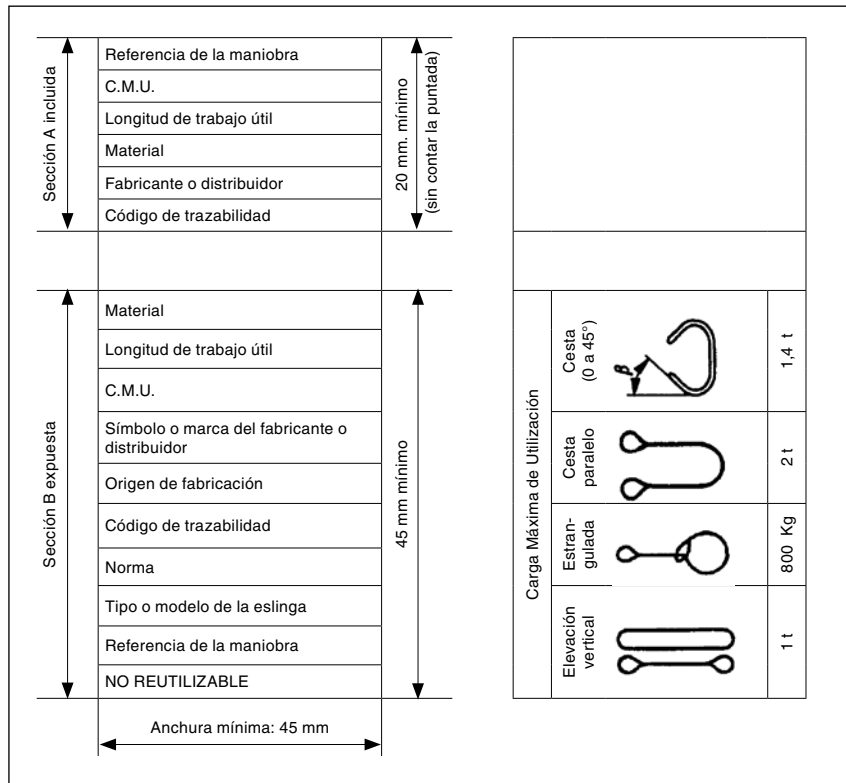 Sección A incluida
Referencia de la maniobra
C.M.U.
Longitud de trabajo útil
Material
Fabricante o distribuidor
Código de trazabilidad
20 mm. mínimo
(sin contar la puntada)
Sección B expuesta
Material
Longitud de trabajo útil
C.M.U.
Símbolo o marca del fabricante o
distribuidor
Origen de fabricación
Código de trazabilidad
Norma
Tipo o modelo de la eslinga
Referencia de la maniobra
NO REUTILIZABLE
45 mm mínimo
Anchura mínima: 45 mm
Carga Máxima de Utilización
Cesta
(0 a 45°)
β
1,4 t
Cesta
paralelo
2 t
Estran-
gulada
800 Kg
Elevación
vertical
1 t